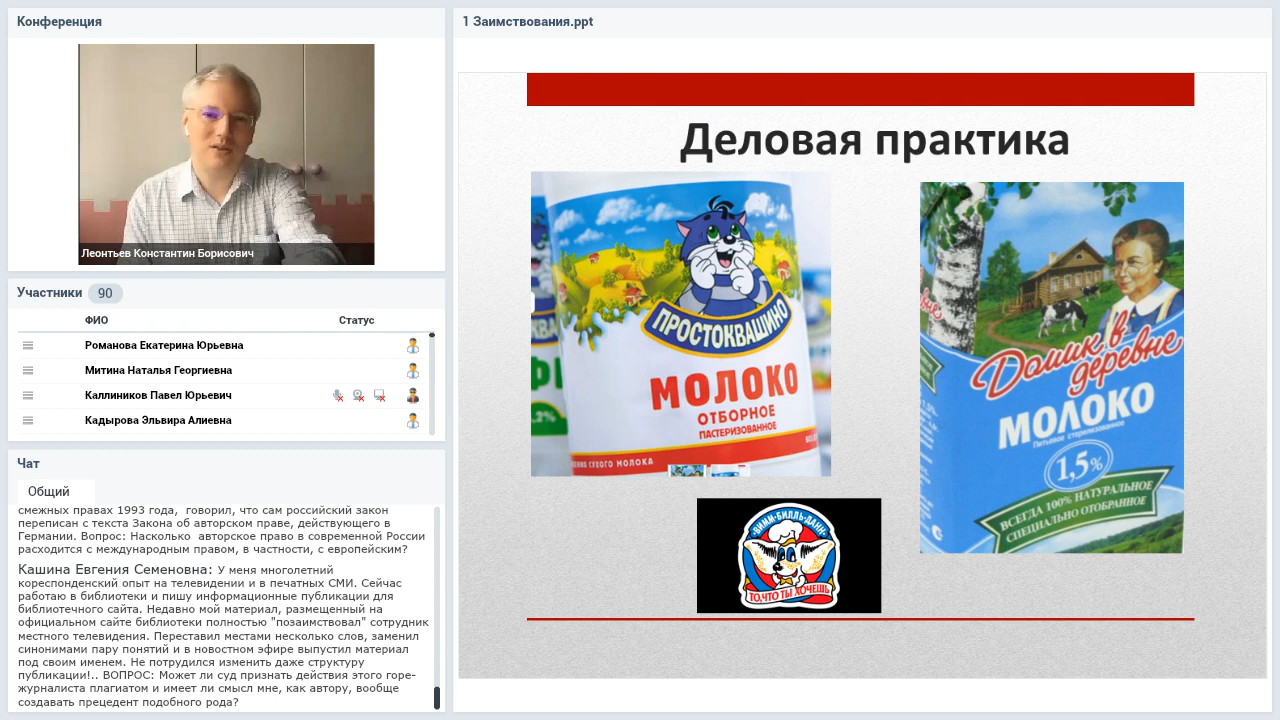 Конференция
Леонтьев Константин Борисович
Участники 90
ФИО Статус
Романова Екатерина Юрьевна
Митина Наталья Георгиевна
Каллиников Павел Юрьевич
Кадырова Эльвира Алиевна
Чат
Общий
смежных правах 1993 года, говорил, что сам российский закон
переписан с текста Закона об авторском праве, действующего в
Германии. Вопрос: Насколько авторское право в современной России
расходится с международным правом, в частности, с европейским?
Кашина Евгения Семеновна: У меня многолетний
кореспонденский опыт на телевидении и в печатных СМИ. Сейчас
работаю в библиотеки и пишу информационные публикации для
библиотечного сайта. Недавно мой материал, размещенный на
официальном сайте библиотеки полностью "позаимствовал" сотрудник
местного телевидения. Переставил местами несколько слов, заменил
синонимами пару понятий и в новостном эфире выпустил материал
под своим именем. Не потрудился изменить даже структуру
публикации!.. ВОПРОС: Может ли суд признать действия этого горе-
журналиста плагиатом и имеет ли смысл мне, как автору, вообще
создавать прецедент подобного рода?
1 Заимствования.ppt
Деловая практика
ПРОСТОКВАШИНО
МОЛОКО
ОТБОРНОЕ
ПАСТЕРИЗОВАННОЕ
СУХОГО МОЛОКА
Домик в
деревне
МОЛОКО
Питьевое стерилизованное
1,5%
ВСЕГДА 100% НАТУРАЛЬНОЕ
СПЕЦИАЛЬНО ОТОБРАННОЕ
ВИММ-БИЛЛЬ-ДАНН
ТО, ЧТО ТЫ ХОЧЕШЬ